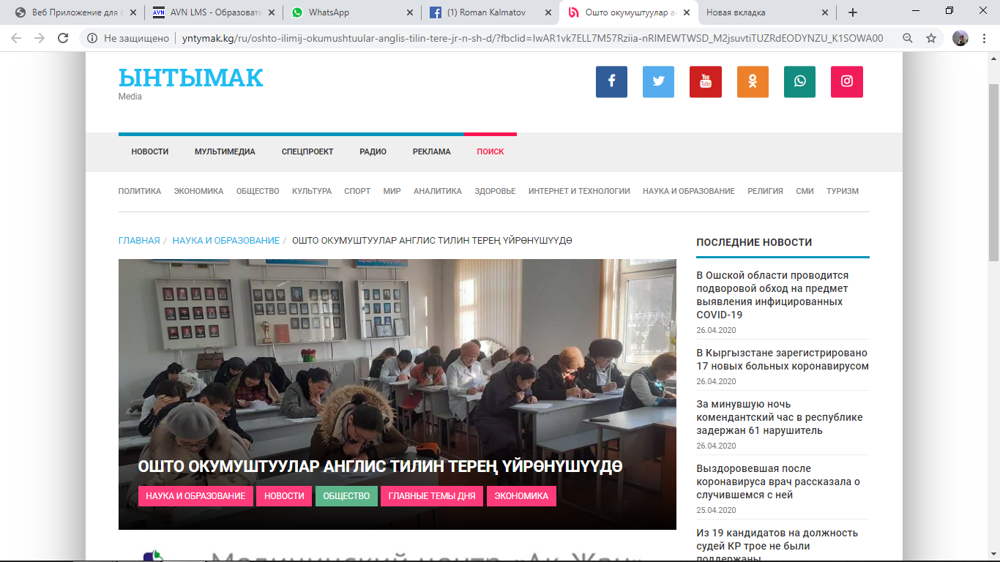 Веб Приложение для с
AVN LMS - Образовате
WhatsApp
(1) Roman Kalmatov
Ошто окумуштуулар а
Новая вкладка
Не защищено
yntymak.kg/ru/oshto-ilimij-okumushtuular-anglis-tilin-tere-jr-n-sh-d/?fbclid=IwAR1vk7ELL7M57Rziia-nRIMEWTWSD_M2jsuvtiTUZRdEODYNZU_K1SOWA00
ЫНТЫМАК
Media
НОВОСТИ МУЛЬТИМЕДИА СПЕЦПРОЕКТ РАДИО РЕКЛАМА ПОИСК
ПОЛИТИКА ЭКОНОМИКА ОБЩЕСТВО КУЛЬТУРА СПОРТ МИР АНАЛИТИКА ЗДОРОВЬЕ ИНТЕРНЕТ И ТЕХНОЛОГИИ НАУКА И ОБРАЗОВАНИЕ РЕЛИГИЯ СМИ ТУРИЗМ
ГЛАВНАЯ / НАУКА И ОБРАЗОВАНИЕ / ОШТО ОКУМУШТУУЛАР АНГЛИС ТИЛИН ТЕРЕҢ ҮЙРӨНҮШҮҮДӨ
ОШТО ОКУМУШТУУЛАР АНГЛИС ТИЛИН ТЕРЕҢ ҮЙРӨНҮШҮҮДӨ
НАУКА И ОБРАЗОВАНИЕ НОВОСТИ ОБЩЕСТВО ГЛАВНЫЕ ТЕМЫ ДНЯ ЭКОНОМИКА
Медицинский центр «Ак-Жан»
ПОСЛЕДНИЕ НОВОСТИ
В Ошской области проводится
подворовой обход на предмет
выявления инфицированных
COVID-19
26.04.2020
В Кыргызстане зарегистрировано
17 новых больных коронавирусом
26.04.2020
За минувшую ночь
комендантский час в республике
задержан 61 нарушитель
26.04.2020
Выздоровевшая после
коронавируса врач рассказала о
случившемся с ней
25.04.2020
Из 19 кандидатов на должность
судей КР трое не были
поддержаны